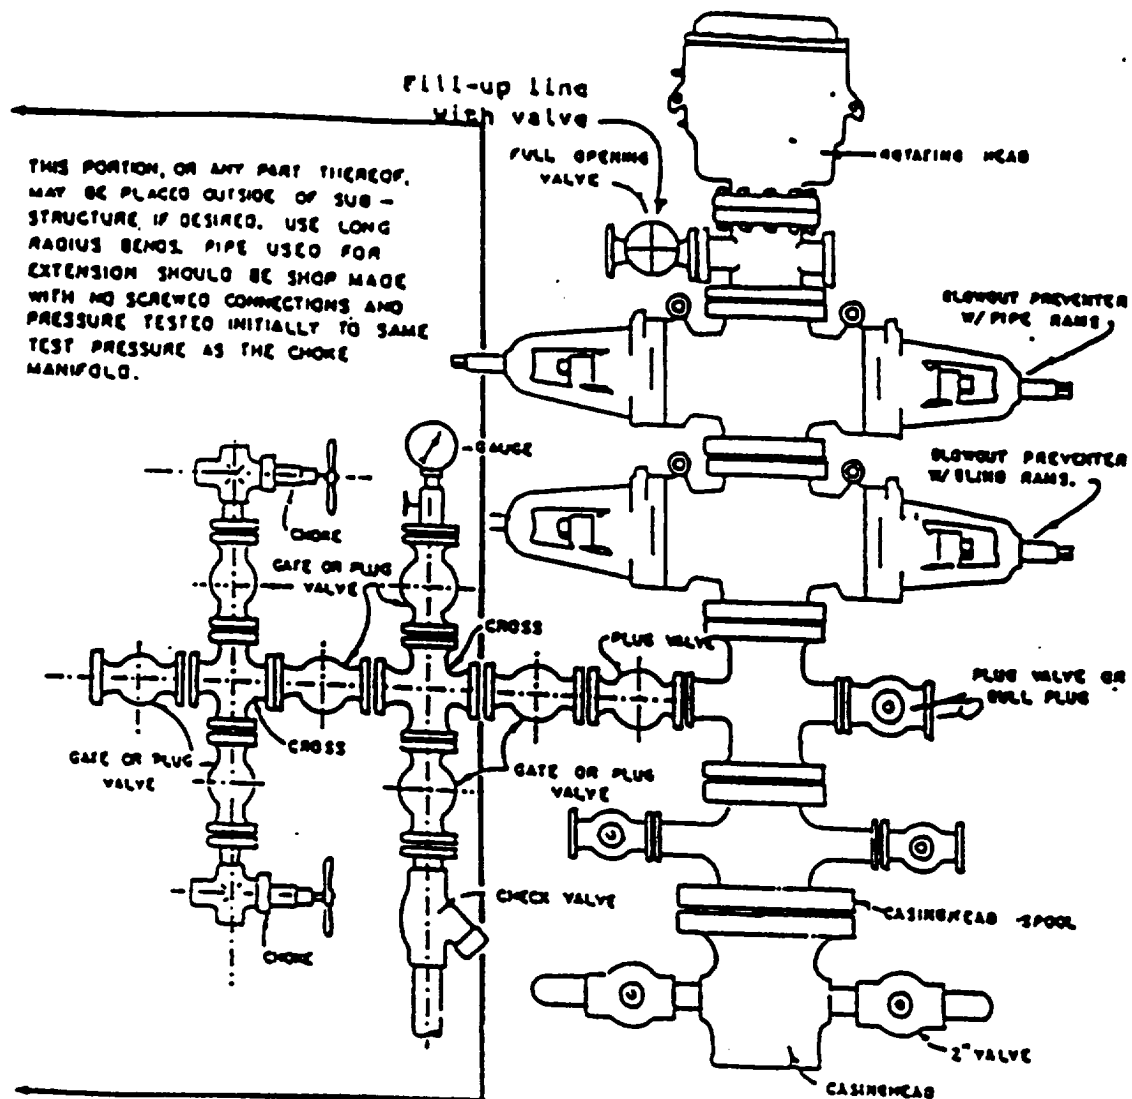 Fill-up line
with valve
FULL OPENING
VALVE
ROTATING HEAD
THIS PORTION, OR ANY PART THEREOF,
MAY BE PLACED OUTSIDE OF SUB-
STRUCTURE IF DESIRED. USE LONG
RADIUS BENDS. PIPE USED FOR
EXTENSION SHOULD BE SHOP MADE
WITH NO SCREWED CONNECTIONS AND
PRESSURE TESTED INITIALLY TO SAME
TEST PRESSURE AS THE CHOKE
MANIFOLD.
BLOWOUT PREVENTER
W/ PIPE RAMS.
GAUGE
BLOWOUT PREVENTER
W/ BLIND RAMS.
CHOKE
GATE OR PLUG
VALVE
CROSS
PLUG VALVE
PLUG VALVE OR
BULL PLUG
CROSS
GATE OR PLUG
VALVE
GATE OR PLUG
VALVE
CHECK VALVE
CASINGHEAD SPOOL
CHOKE
2" VALVE
CASINGHEAD